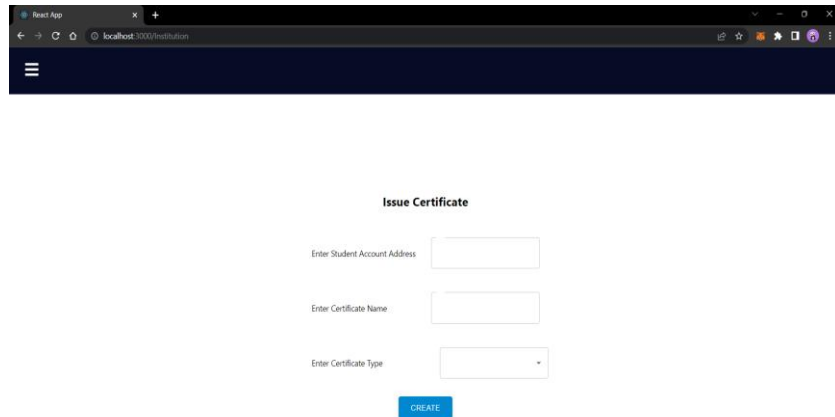 React App
localhost:3000/Institution
Issue Certificate
Enter Student Account Address
Enter Certificate Name
Enter Certificate Type
CREATE